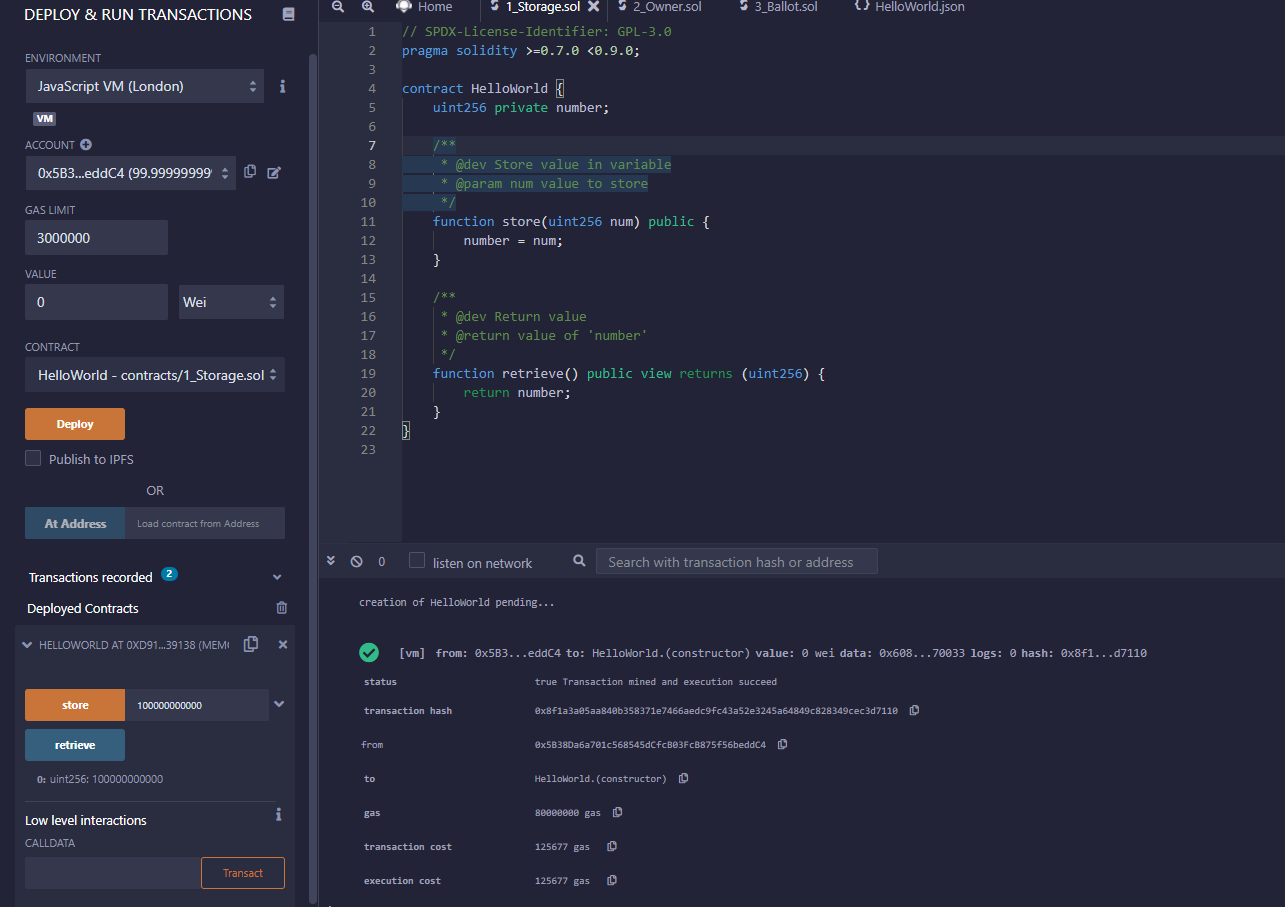 DEPLOY & RUN TRANSACTIONS
ENVIRONMENT
JavaScript VM (London)
VM
ACCOUNT
0x5B3...eddC4 (99.99999999
GAS LIMIT
3000000
VALUE
0
Wei
CONTRACT
HelloWorld - contracts/1_Storage.sol
Deploy
Publish to IPFS
OR
At Address
Load contract from Address
Transactions recorded 2
Deployed Contracts
HELLOWORLD AT 0XD91...39138 (MEMO
store
100000000000
retrieve
0: uint256: 100000000000
Low level interactions
CALLDATA
Transact
Home
1_Storage.sol
2_Owner.sol
3_Ballot.sol
HelloWorld.json
1 // SPDX-License-Identifier: GPL-3.0
2 pragma solidity >=0.7.0 <0.9.0;
3
4 contract HelloWorld {
5 uint256 private number;
6
7 /**
8 * @dev Store value in variable
9 * @param num value to store
10 */
11 function store(uint256 num) public {
12 number = num;
13 }
14
15 /**
16 * @dev Return value
17 * @return value of 'number'
18 */
19 function retrieve() public view returns (uint256) {
20 return number;
21 }
22 }
23
0
listen on network
Search with transaction hash or address
creation of HelloWorld pending...
[vm] from: 0x5B3...eddC4 to: HelloWorld.(constructor) value: 0 wei data: 0x608...70033 logs: 0 hash: 0x8f1...d7110
status true Transaction mined and execution succeed
transaction hash 0x8f1a3a05aa840b358371e7466aedc9fc43a52e3245a64849c828349cec3d7110
from 0x5B38Da6a701c568545dCfcB03FcB875f56beddC4
to HelloWorld.(constructor)
gas 80000000 gas
transaction cost 125677 gas
execution cost 125677 gas